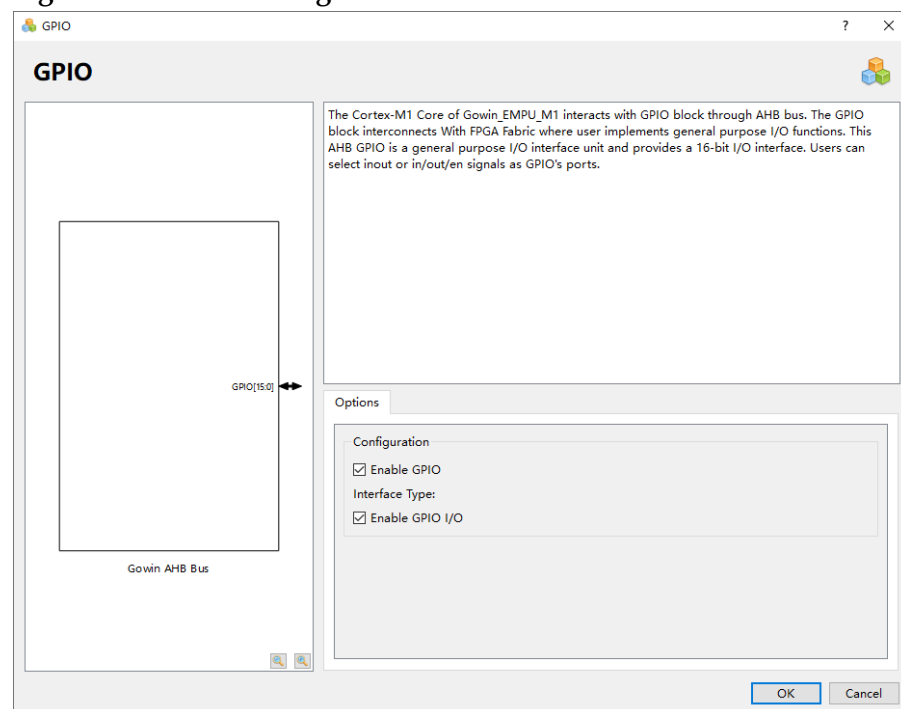 GPIO
?
GPIO
The Cortex-M1 Core of Gowin_EMPU_M1 interacts with GPIO block through AHB bus. The GPIO
block interconnects With FPGA Fabric where user implements general purpose I/O functions. This
AHB GPIO is a general purpose I/O interface unit and provides a 16-bit I/O interface. Users can
select inout or in/out/en signals as GPIO's ports.
GPIO[15:0]
Gowin AHB Bus
Options
Configuration
Enable GPIO
Interface Type:
Enable GPIO I/O
OK
Cancel